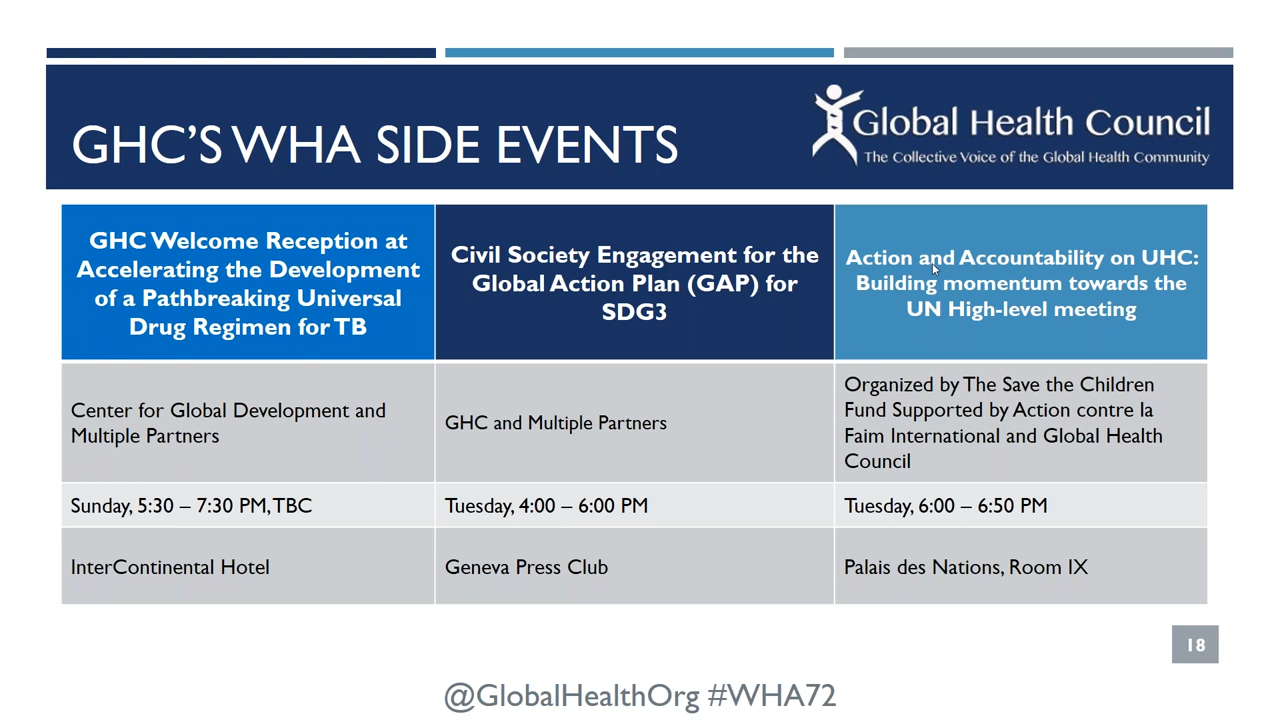 GHC'S WHA SIDE EVENTS
Global Health Council
The Collective Voice of the Global Health Community
GHC Welcome Reception at
Accelerating the Development
of a Pathbreaking Universal
Drug Regimen for TB
Civil Society Engagement for the
Global Action Plan (GAP) for
SDG3
Action and Accountability on UHC:
Building momentum towards the
UN High-level meeting
Center for Global Development and
Multiple Partners
GHC and Multiple Partners
Organized by The Save the Children
Fund Supported by Action contre la
Faim International and Global Health
Council
Sunday, 5:30 – 7:30 PM, TBC
Tuesday, 4:00 – 6:00 PM
Tuesday, 6:00 – 6:50 PM
InterContinental Hotel
Geneva Press Club
Palais des Nations, Room IX
18
@GlobalHealthOrg #WHA72